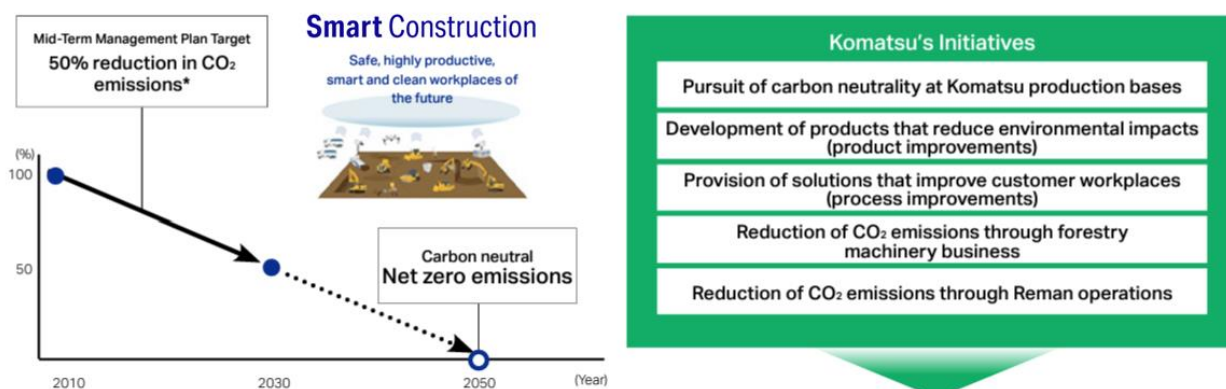 Mid-Term Management Plan Target
50% reduction in CO₂
emissions*
Smart Construction
Safe, highly productive,
smart and clean workplaces of
the future
(%)
100
50
Carbon neutral
Net zero emissions
2010
2030
2050
(Year)
Komatsu's Initiatives
Pursuit of carbon neutrality at Komatsu production bases
Development of products that reduce environmental impacts
(product improvements)
Provision of solutions that improve customer workplaces
(process improvements)
Reduction of CO₂ emissions through forestry
machinery business
Reduction of CO₂ emissions through Reman operations